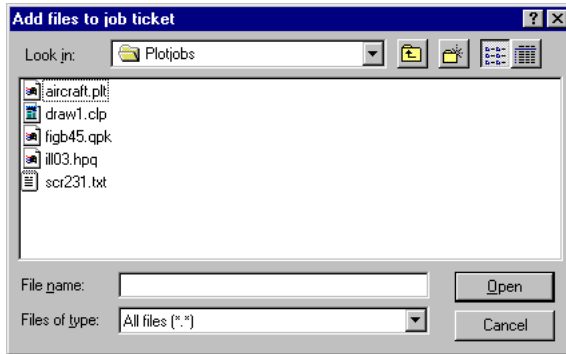 Add files to job ticket
Look in: Plotjobs
aircraft.plt
draw1.clp
figb45.qpk
ill03.hpq
scr231.txt
File name: Open
Files of type: All files (*.*) Cancel